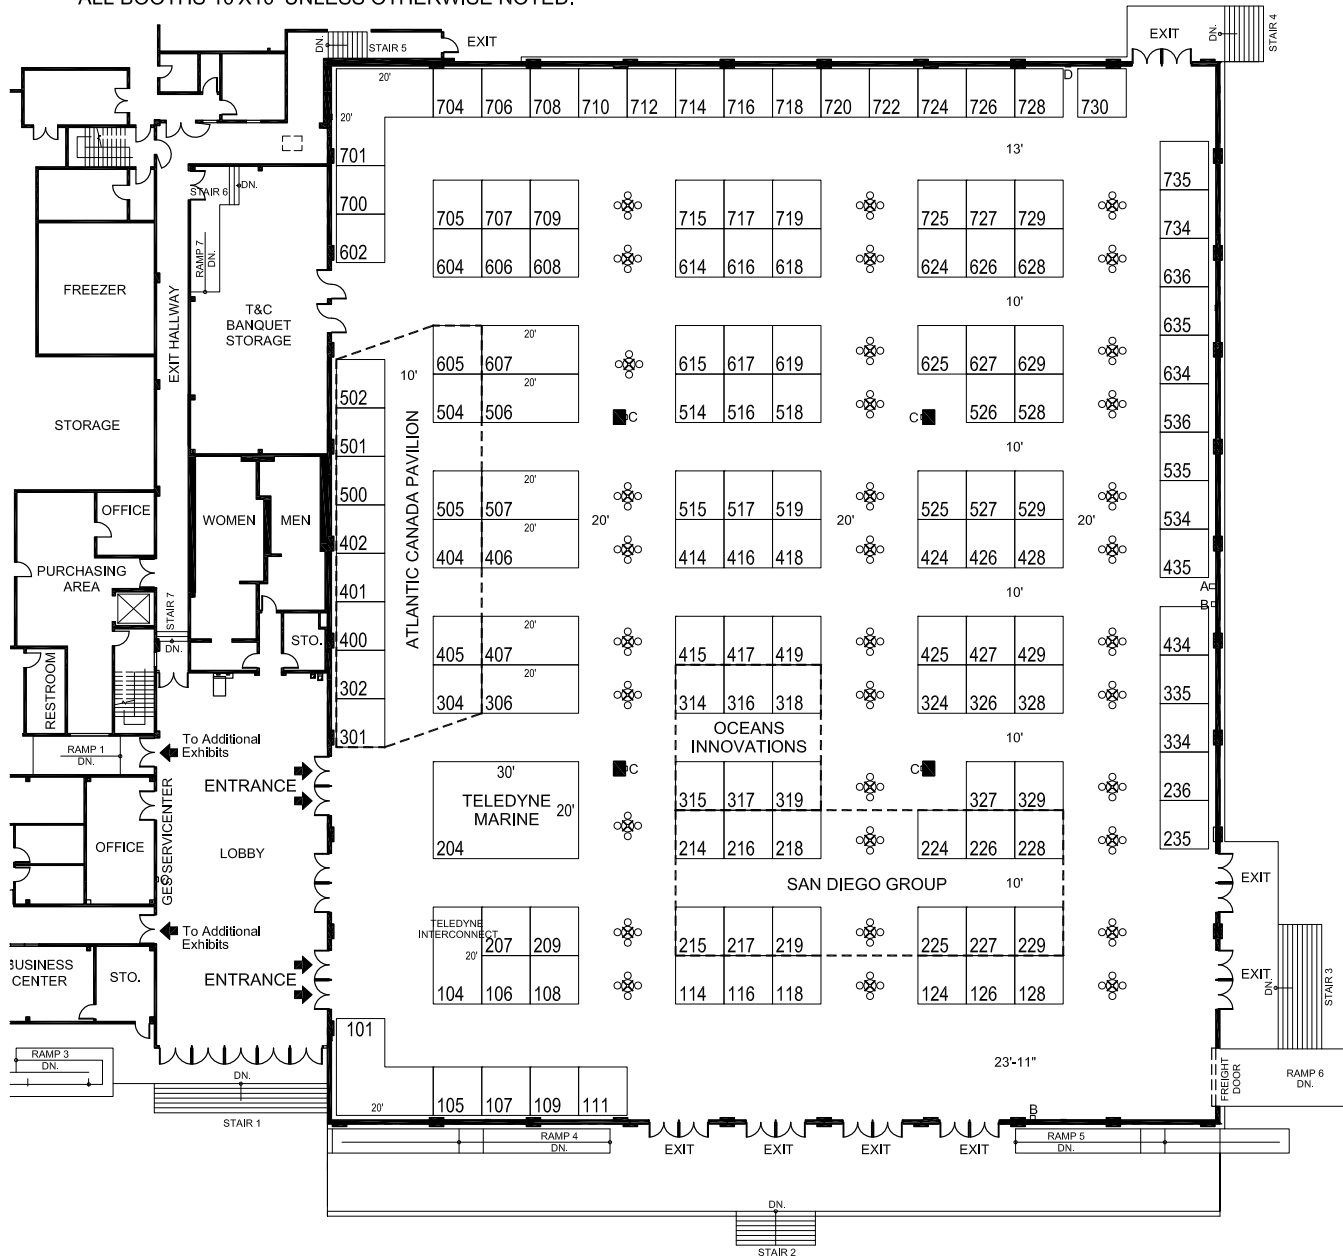 ALL BOOTHS 10'X10' UNLESS OTHERWISE NOTED.
EXIT
DN.
STAIR 5
EXIT
DN.
STAIR 4
20'
704 706 708 710 712 714 716 718 720 722 724 726 728 730
D
20'
701
13'
735
STAIR 6
DN.
700
705 707 709 715 717 719 725 727 729
734
602
604 606 608 614 616 618 624 626 628
RAMP 7
DN.
636
FREEZER
EXIT HALLWAY
T&C
BANQUET
STORAGE
10'
635
20'
605 607 615 617 619 625 627 629
634
10'
20'
502
504 506 514 516 518 526 528
536
C
C
STORAGE
ATLANTIC CANADA PAVILION
501
10'
535
20'
500
505 507 515 517 519 525 527 529
534
OFFICE
WOMEN
MEN
20'
20'
20'
20'
402
404 406 414 416 418 424 426 428
435
PURCHASING
AREA
A
B
401
10'
STAIR 7
DN.
20'
STO.
400
405 407 415 417 419 425 427 429
434
RESTROOM
20'
302
304 306 314 316 318 324 326 328
335
301
OCEANS
INNOVATIONS
10'
334
RAMP 1
DN.
To Additional
Exhibits
ENTRANCE
30'
C
C
TELEDYNE
MARINE
20'
315 317 319 327 329
236
GES SERVICENTER
OFFICE
LOBBY
204
214 216 218 224 226 228
235
SAN DIEGO GROUP
10'
EXIT
To Additional
Exhibits
TELEDYNE
INTERCONNECT
20'
207 209 215 217 219 225 227 229
BUSINESS
CENTER
STO.
ENTRANCE
104 106 108 114 116 118 124 126 128
EXIT
DN.
STAIR 3
101
23'-11"
RAMP 3
DN.
DN.
STAIR 1
FREIGHT
DOOR
RAMP 6
DN.
20'
105 107 109 111
B
RAMP 4
DN.
EXIT
EXIT
EXIT
EXIT
RAMP 5
DN.
DN.
STAIR 2